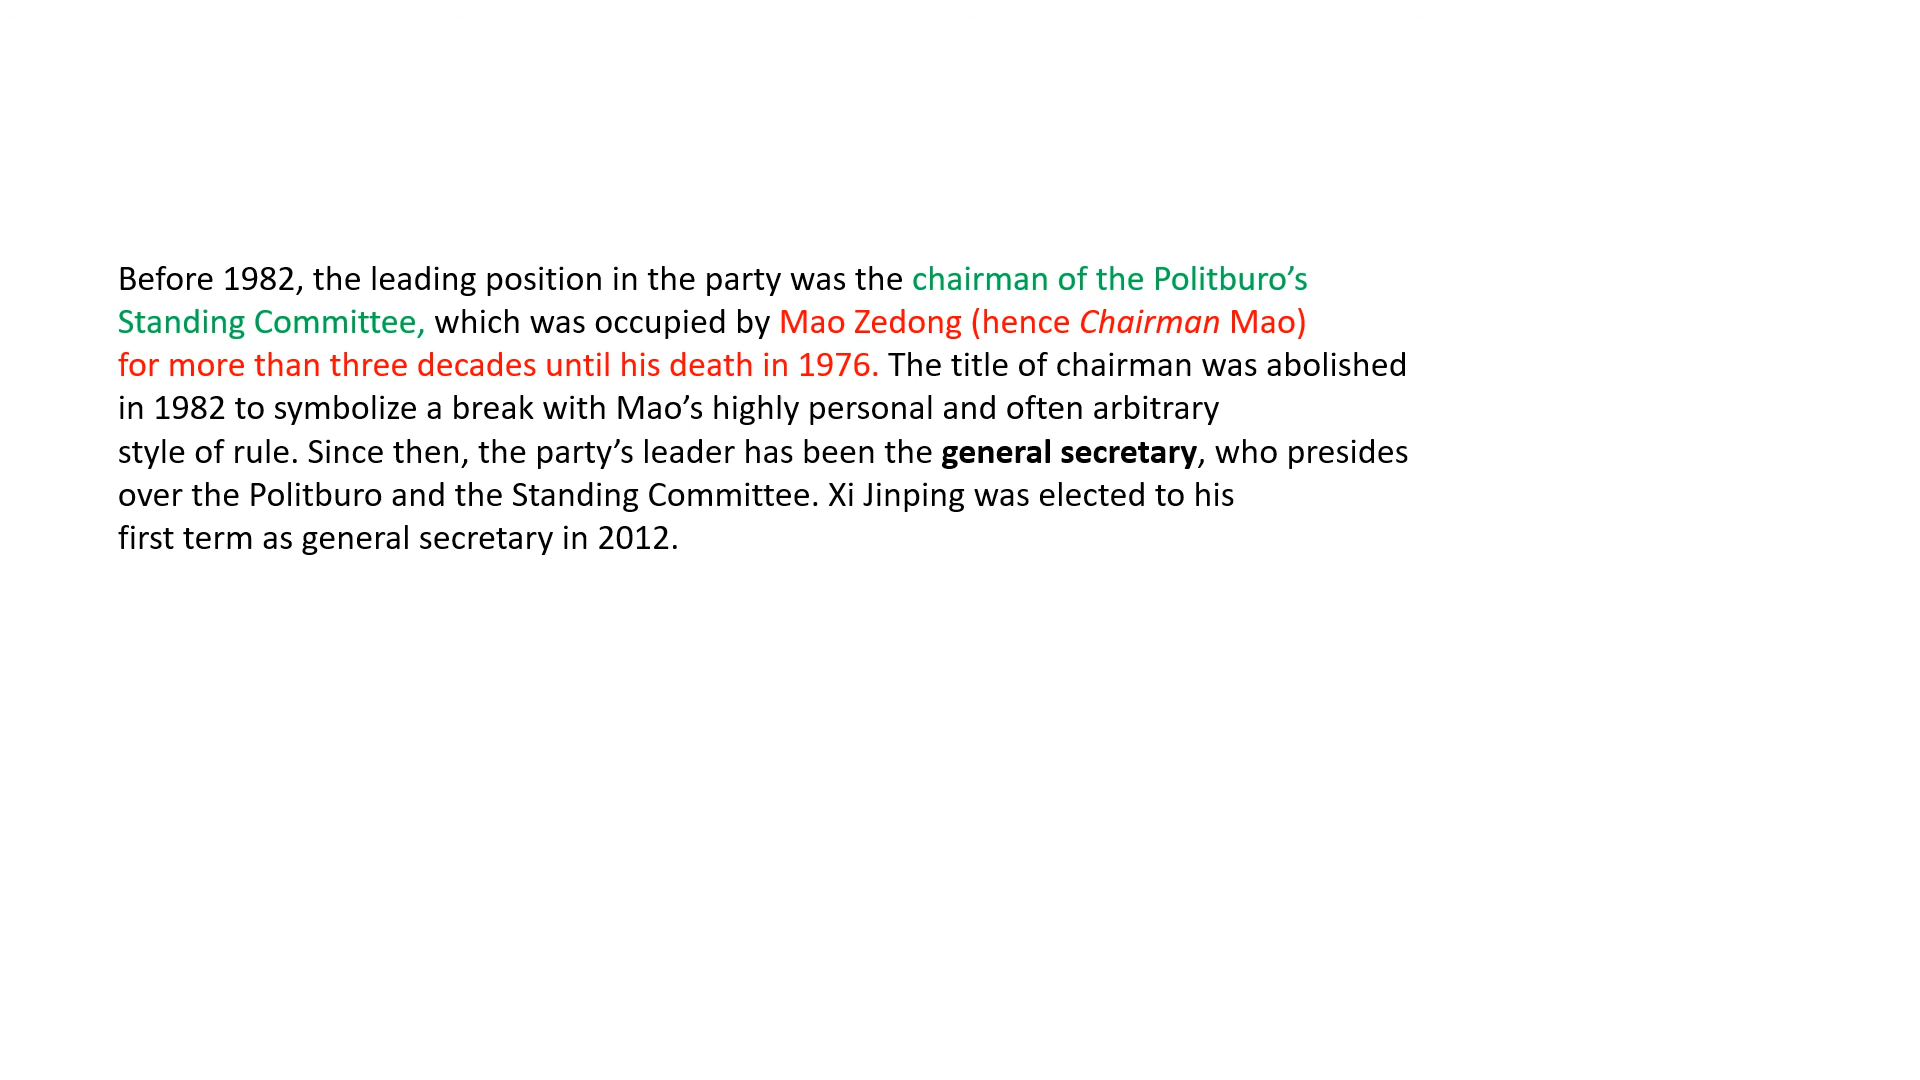 Before 1982, the leading position in the party was the chairman of the Politburo’s
Standing Committee, which was occupied by Mao Zedong (hence Chairman Mao)
for more than three decades until his death in 1976. The title of chairman was abolished
in 1982 to symbolize a break with Mao’s highly personal and often arbitrary
style of rule. Since then, the party’s leader has been the general secretary, who presides
over the Politburo and the Standing Committee. Xi Jinping was elected to his
first term as general secretary in 2012.